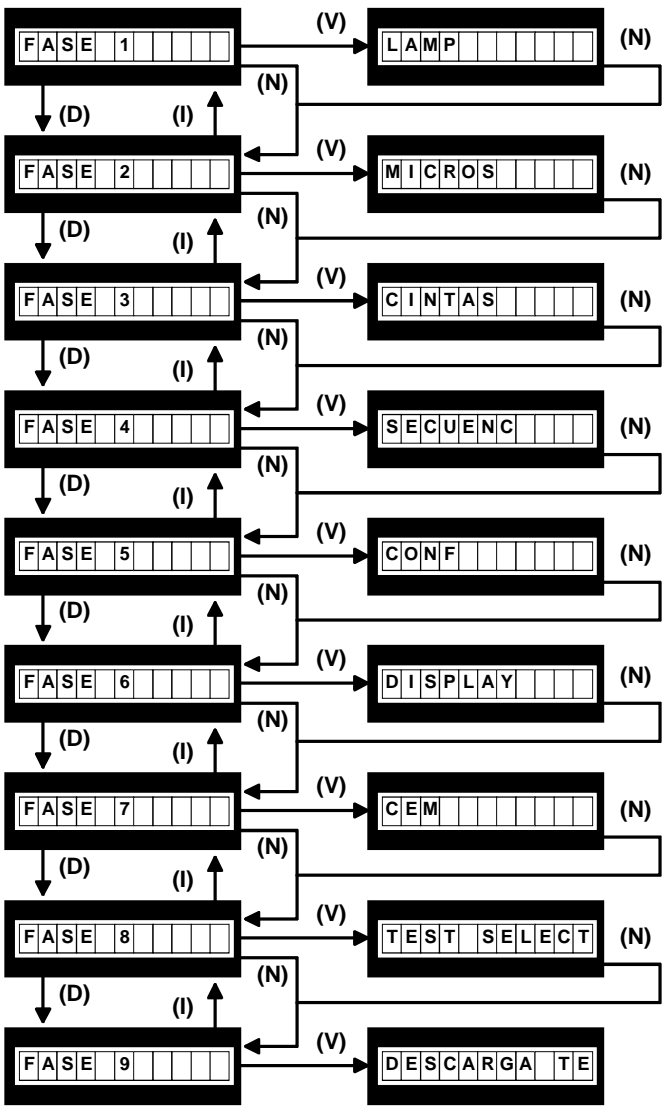 FASE 1 (V) LAMP (N)
(N)
(D) (I)
FASE 2 (V) MICROS (N)
(N)
(D) (I)
FASE 3 (V) CINTAS (N)
(N)
(D) (I)
FASE 4 (V) SECUENC (N)
(N)
(D) (I)
FASE 5 (V) CONF (N)
(N)
(D) (I)
FASE 6 (V) DISPLAY (N)
(N)
(D) (I)
FASE 7 (V) CEM (N)
(N)
(D) (I)
FASE 8 (V) TEST SELECT (N)
(N)
(D) (I)
FASE 9 (V) DESCARGA TE